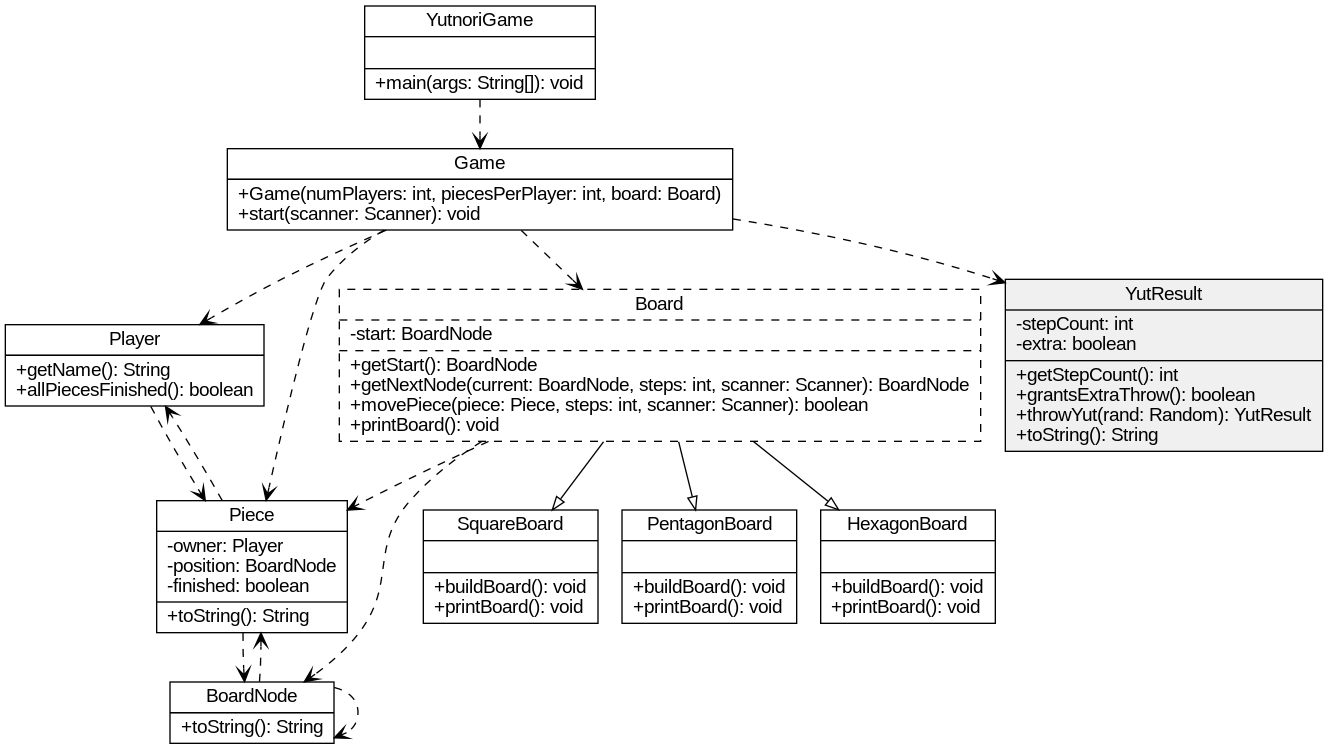 YutnoriGame
+main(args: String[]): void
Game
+Game(numPlayers: int, piecesPerPlayer: int, board: Board)
+start(scanner: Scanner): void
Player
+getName(): String
+allPiecesFinished(): boolean
Board
-start: BoardNode
+getStart(): BoardNode
+getNextNode(current: BoardNode, steps: int, scanner: Scanner): BoardNode
+movePiece(piece: Piece, steps: int, scanner: Scanner): boolean
+printBoard(): void
YutResult
-stepCount: int
-extra: boolean
+getStepCount(): int
+grantsExtraThrow(): boolean
+throwYut(rand: Random): YutResult
+toString(): String
Piece
-owner: Player
-position: BoardNode
-finished: boolean
+toString(): String
SquareBoard
+buildBoard(): void
+printBoard(): void
PentagonBoard
+buildBoard(): void
+printBoard(): void
HexagonBoard
+buildBoard(): void
+printBoard(): void
BoardNode
+toString(): String